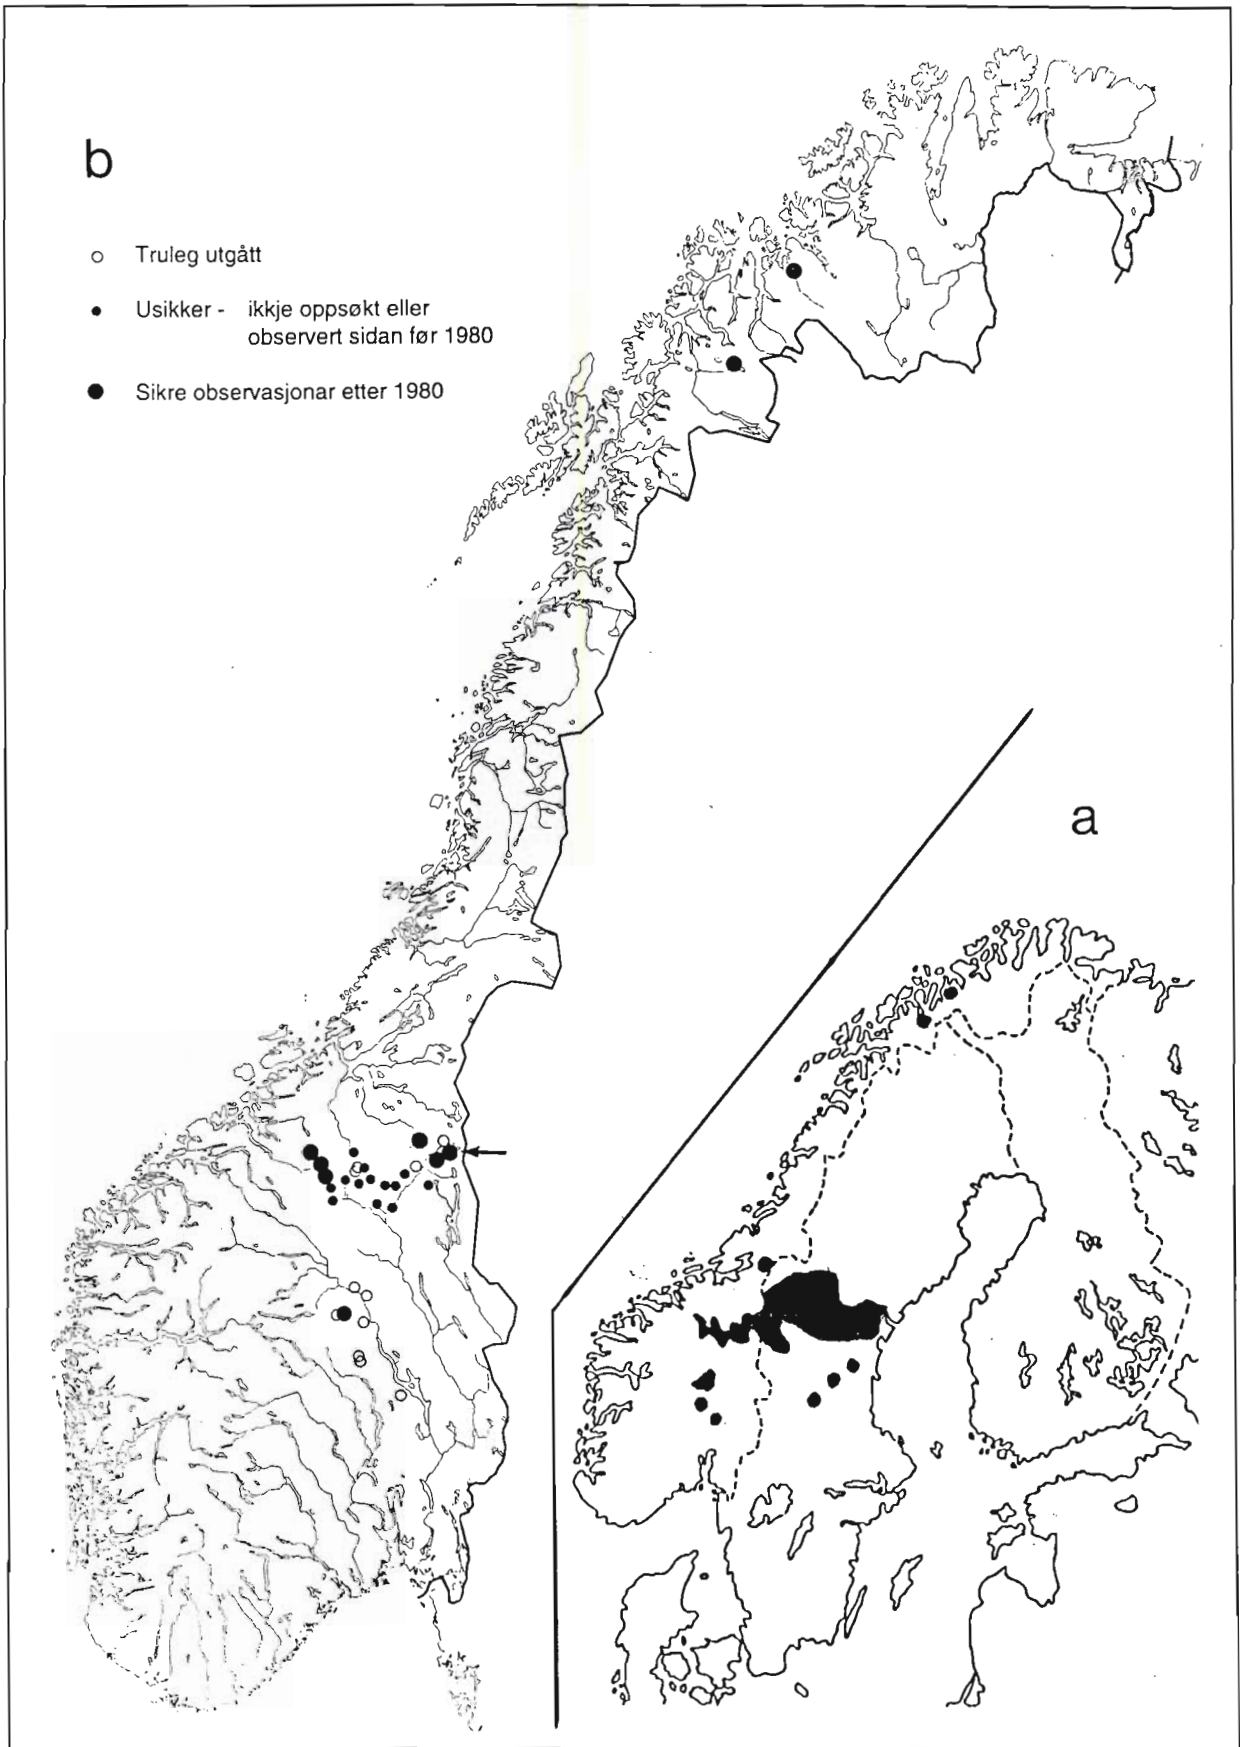 b
Truleg utgått
Usikker - ikkje oppsøkt eller
observert sidan før 1980
Sikre observasjonar etter 1980
a